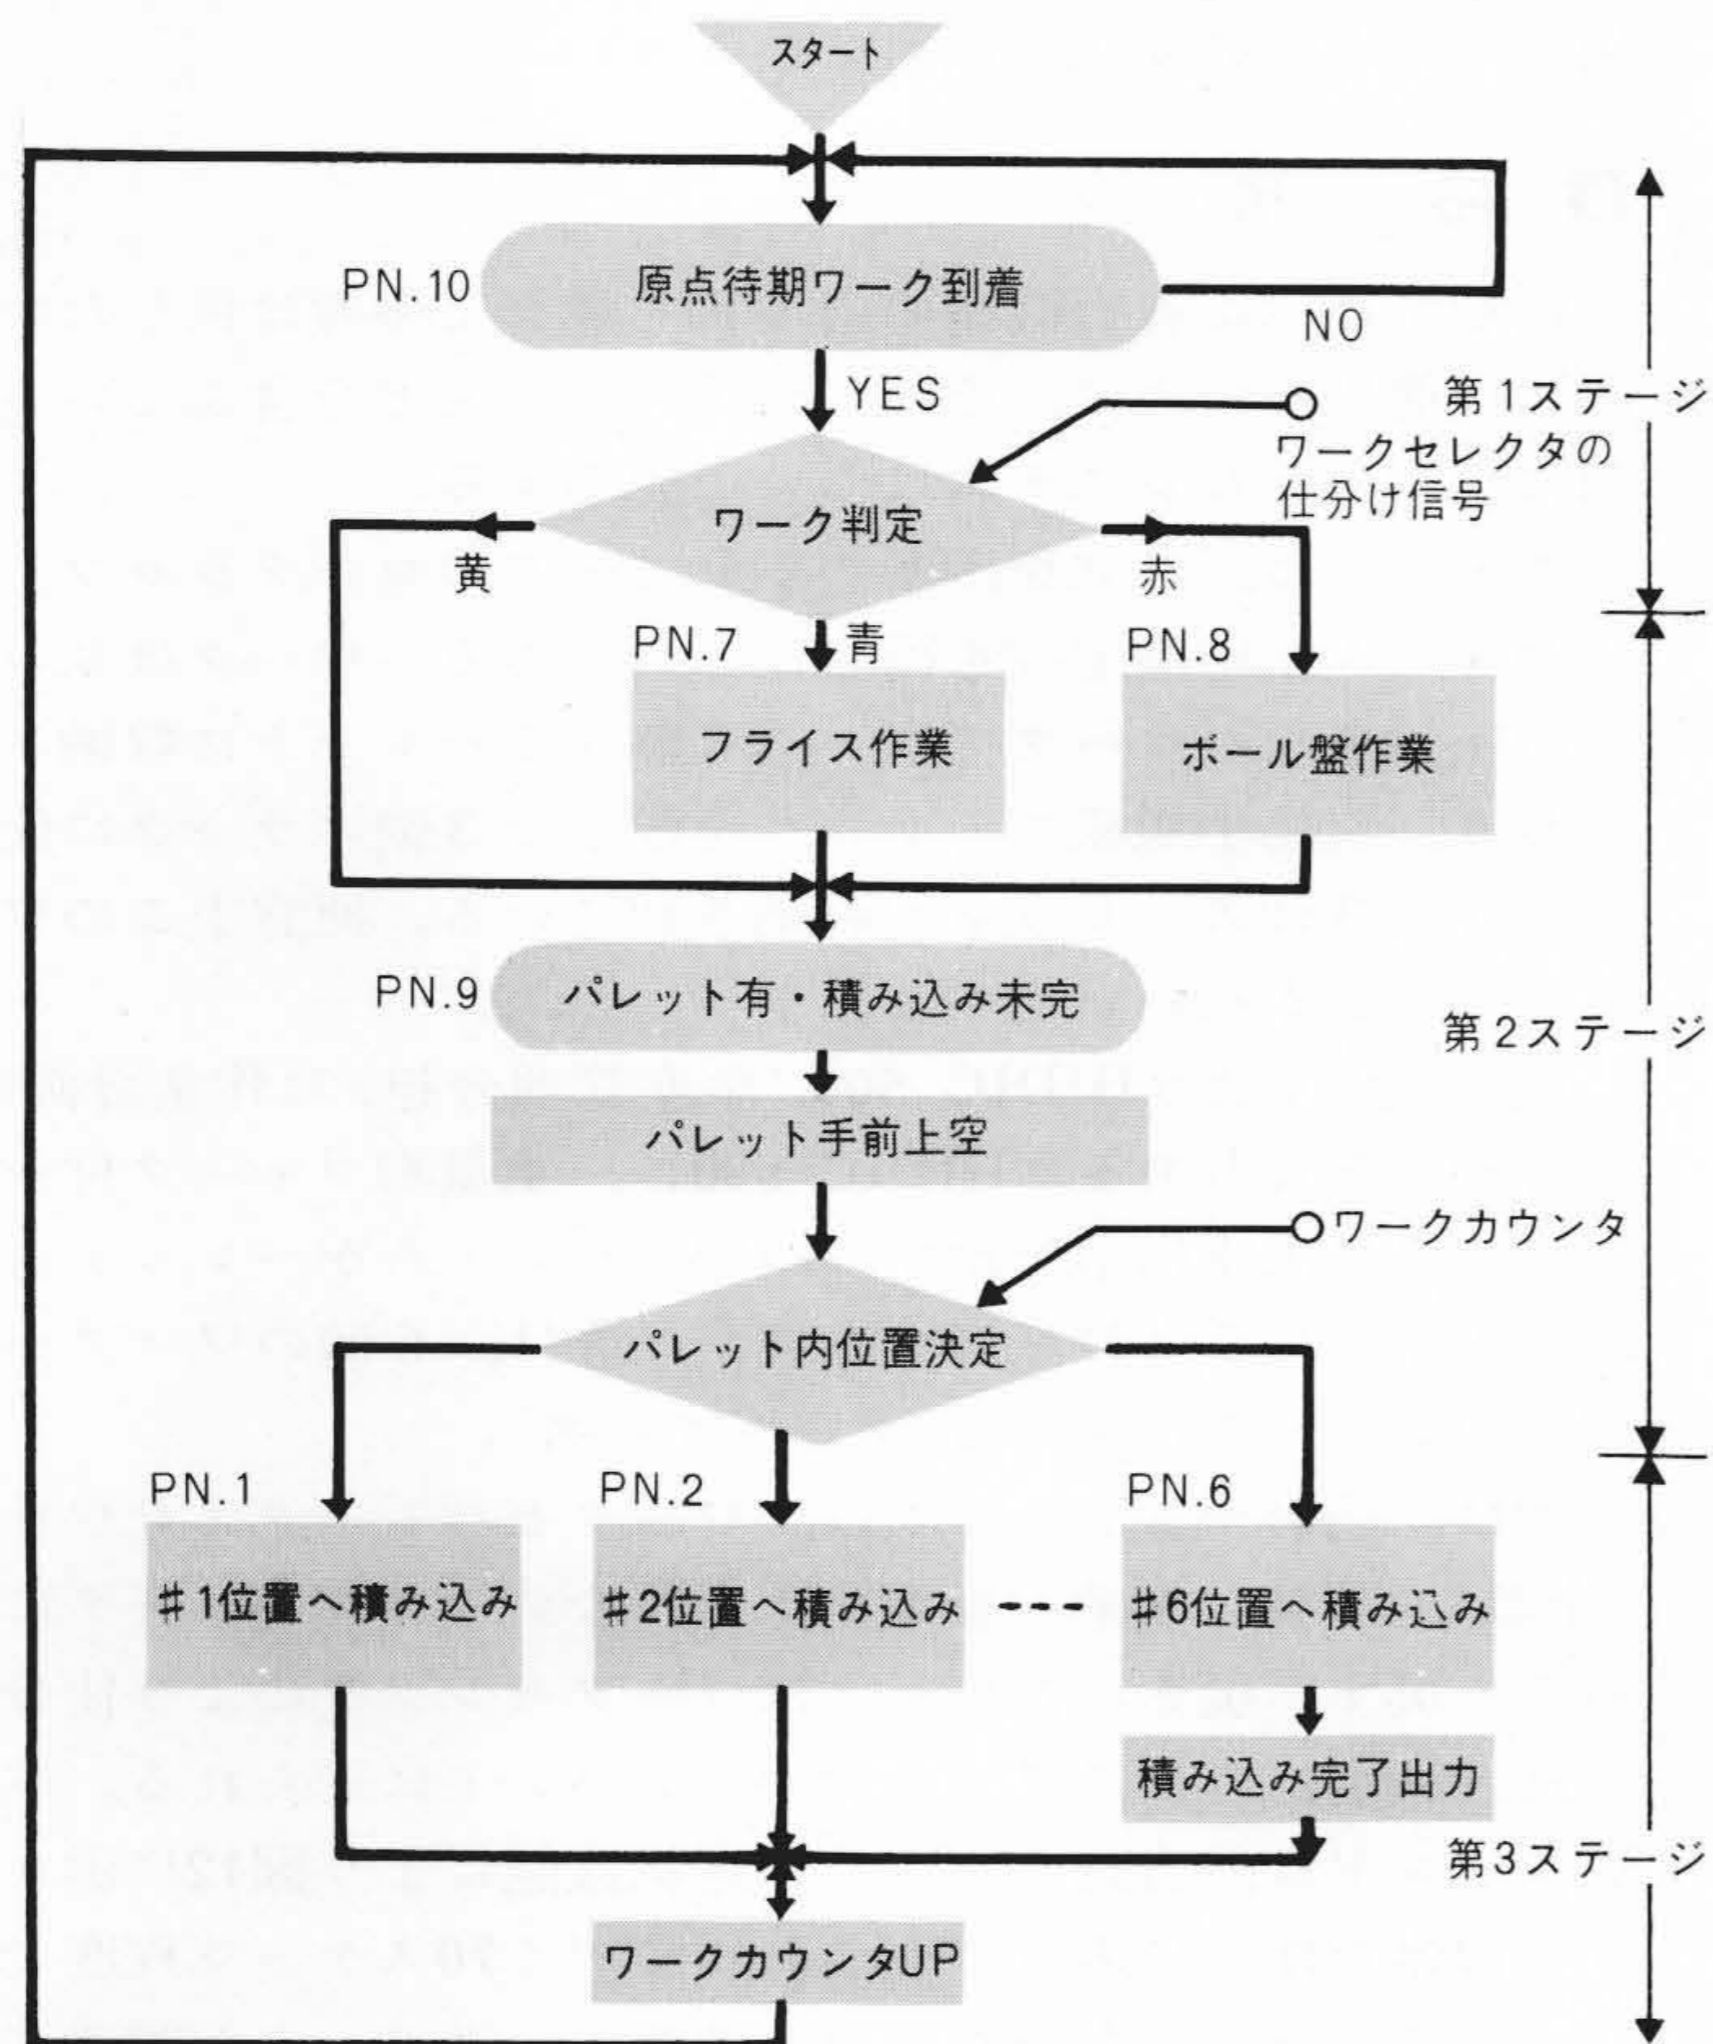 スタート
PN.10
原点待期ワーク到着
NO
YES
第1ステージ
ワークセレクタの
仕分け信号
ワーク判定
黄
赤
PN.7
青
PN.8
フライス作業
ボール盤作業
PN.9
パレット有・積み込み未完
第2ステージ
パレット手前上空
ワークカウンタ
パレット内位置決定
PN.1
PN.2
PN.6
#1位置へ積み込み
#2位置へ積み込み
---
#6位置へ積み込み
積み込み完了出力
第3ステージ
ワークカウンタUP